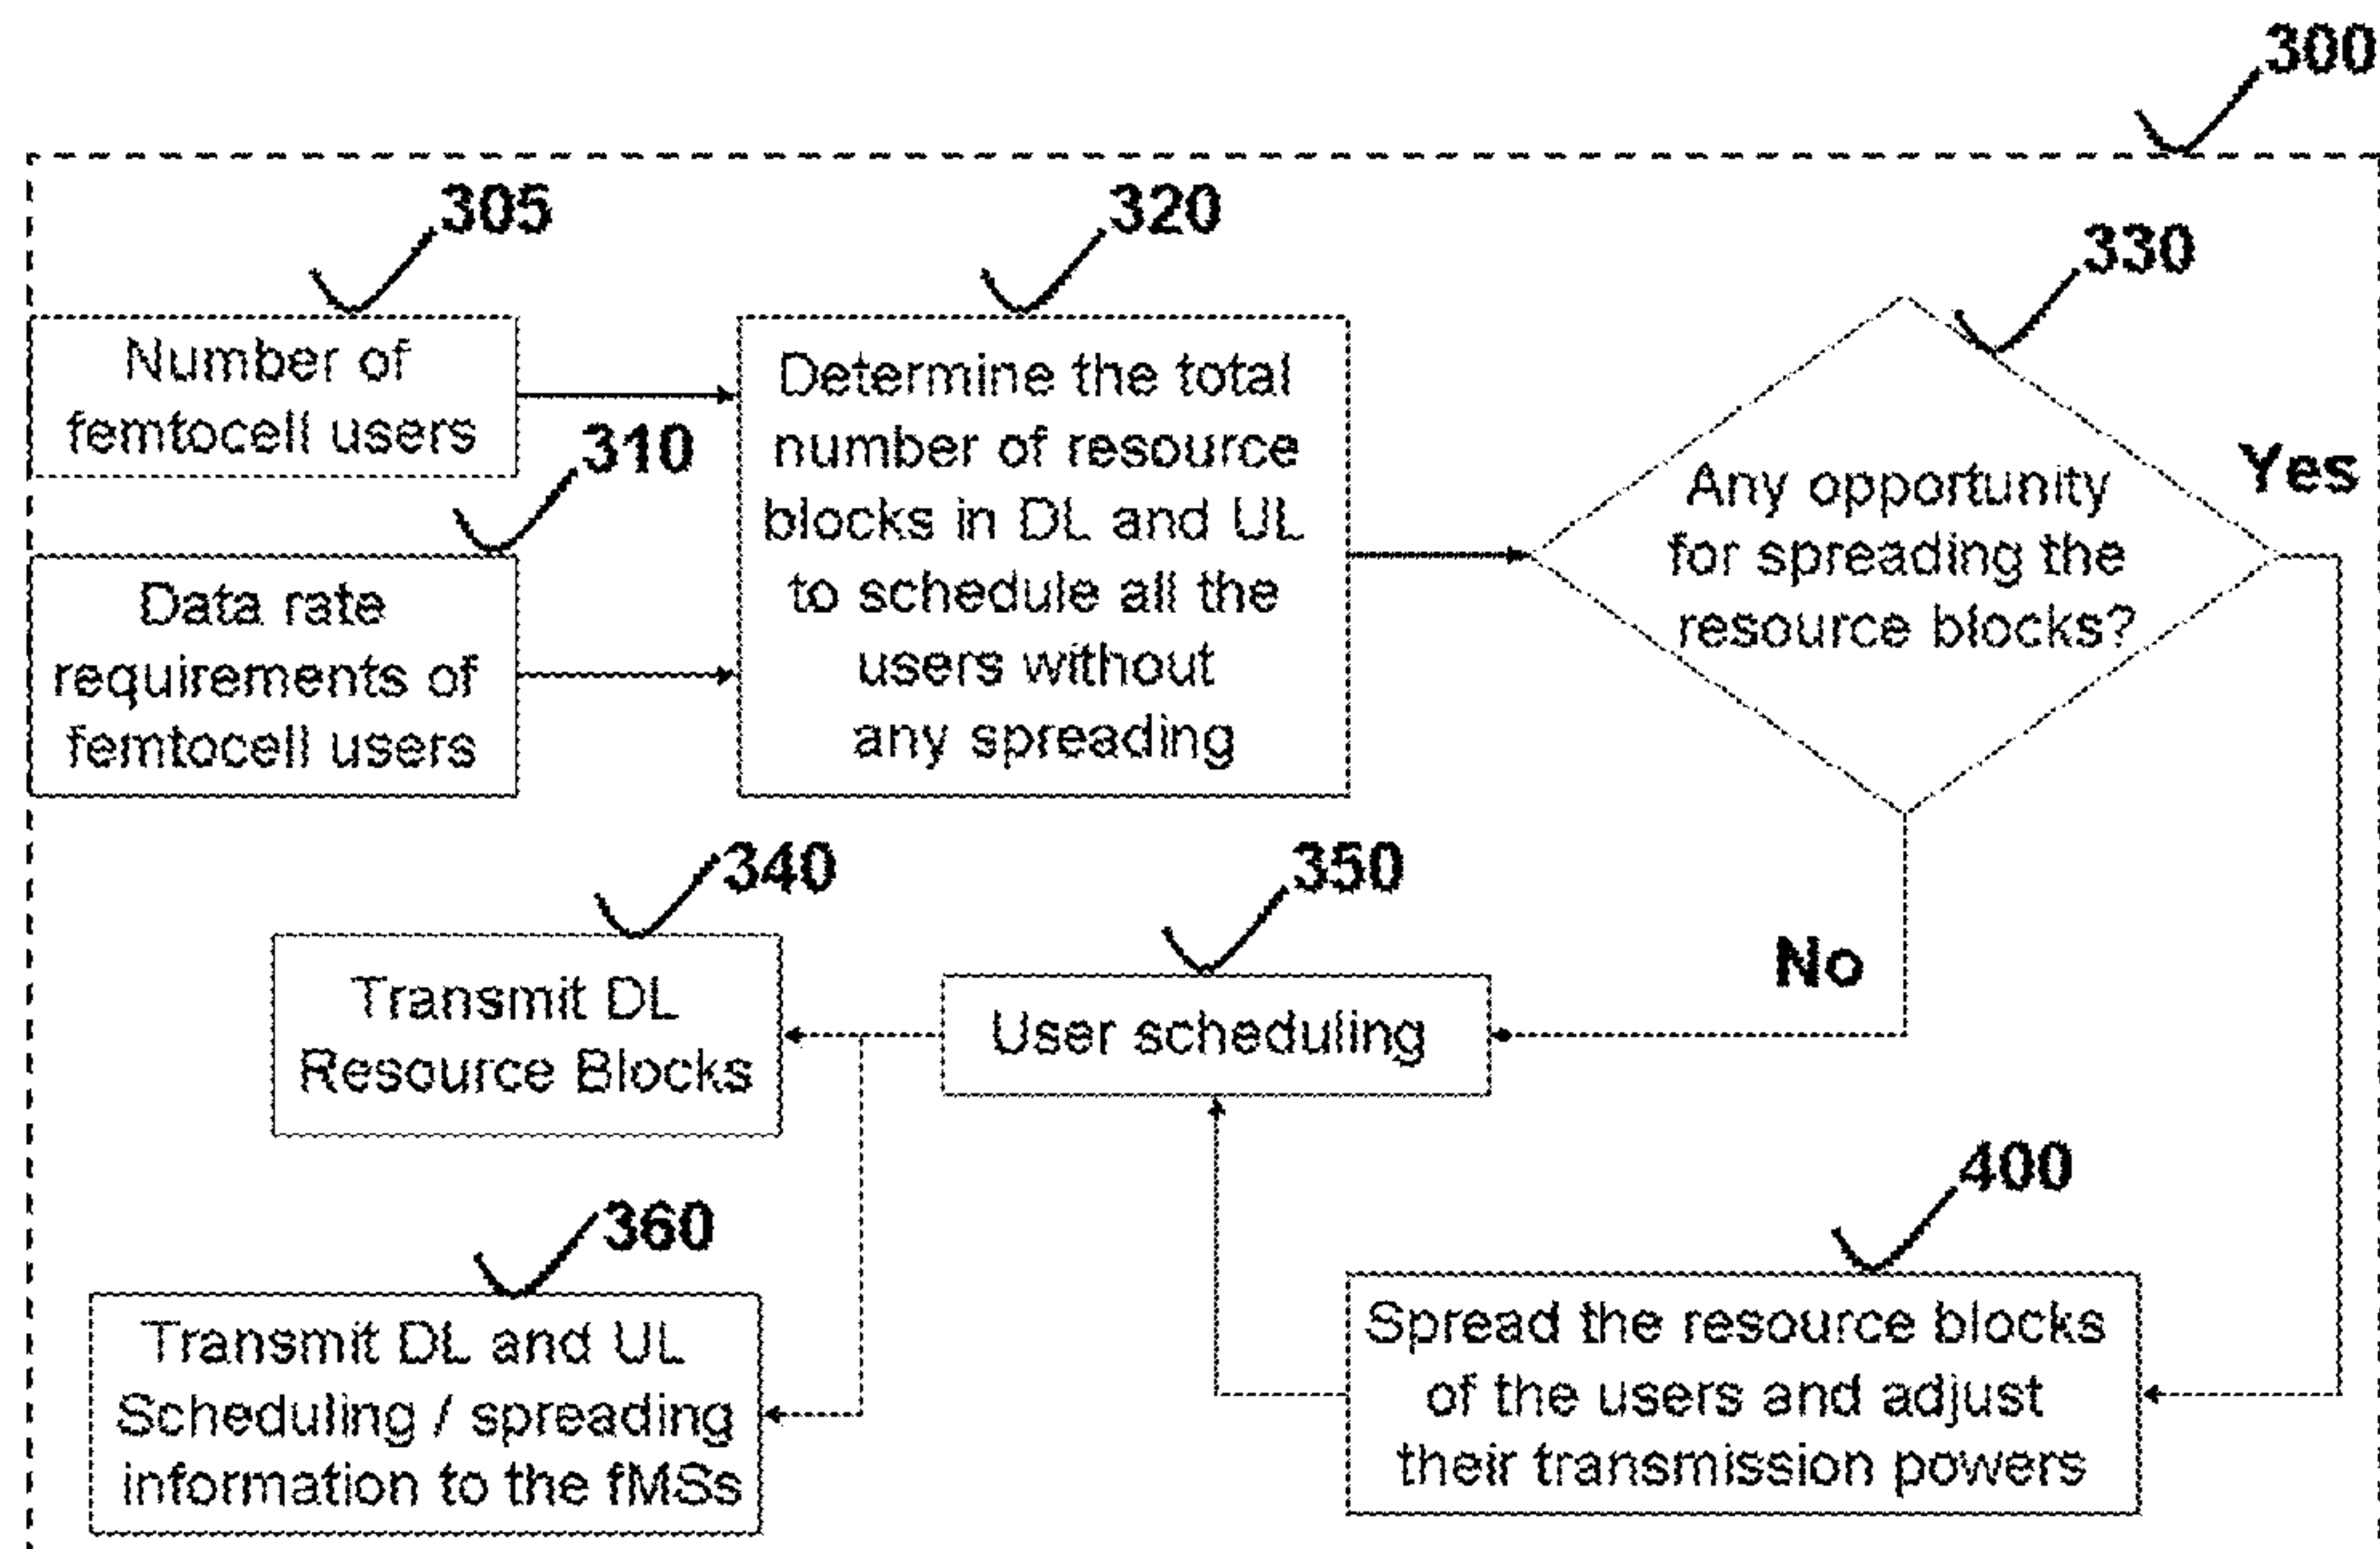 300
305
Number of
femtocell users
310
Data rate
requirements of
femtocell users
320
Determine the total
number of resource
blocks in DL and UL
to schedule all the
users without
any spreading
330
Any opportunity
for spreading the
resource blocks?
Yes
No
340
Transmit DL
Resource Blocks
350
User scheduling
360
Transmit DL and UL
Scheduling / spreading
information to the fMSs
400
Spread the resource blocks
of the users and adjust
their transmission powers